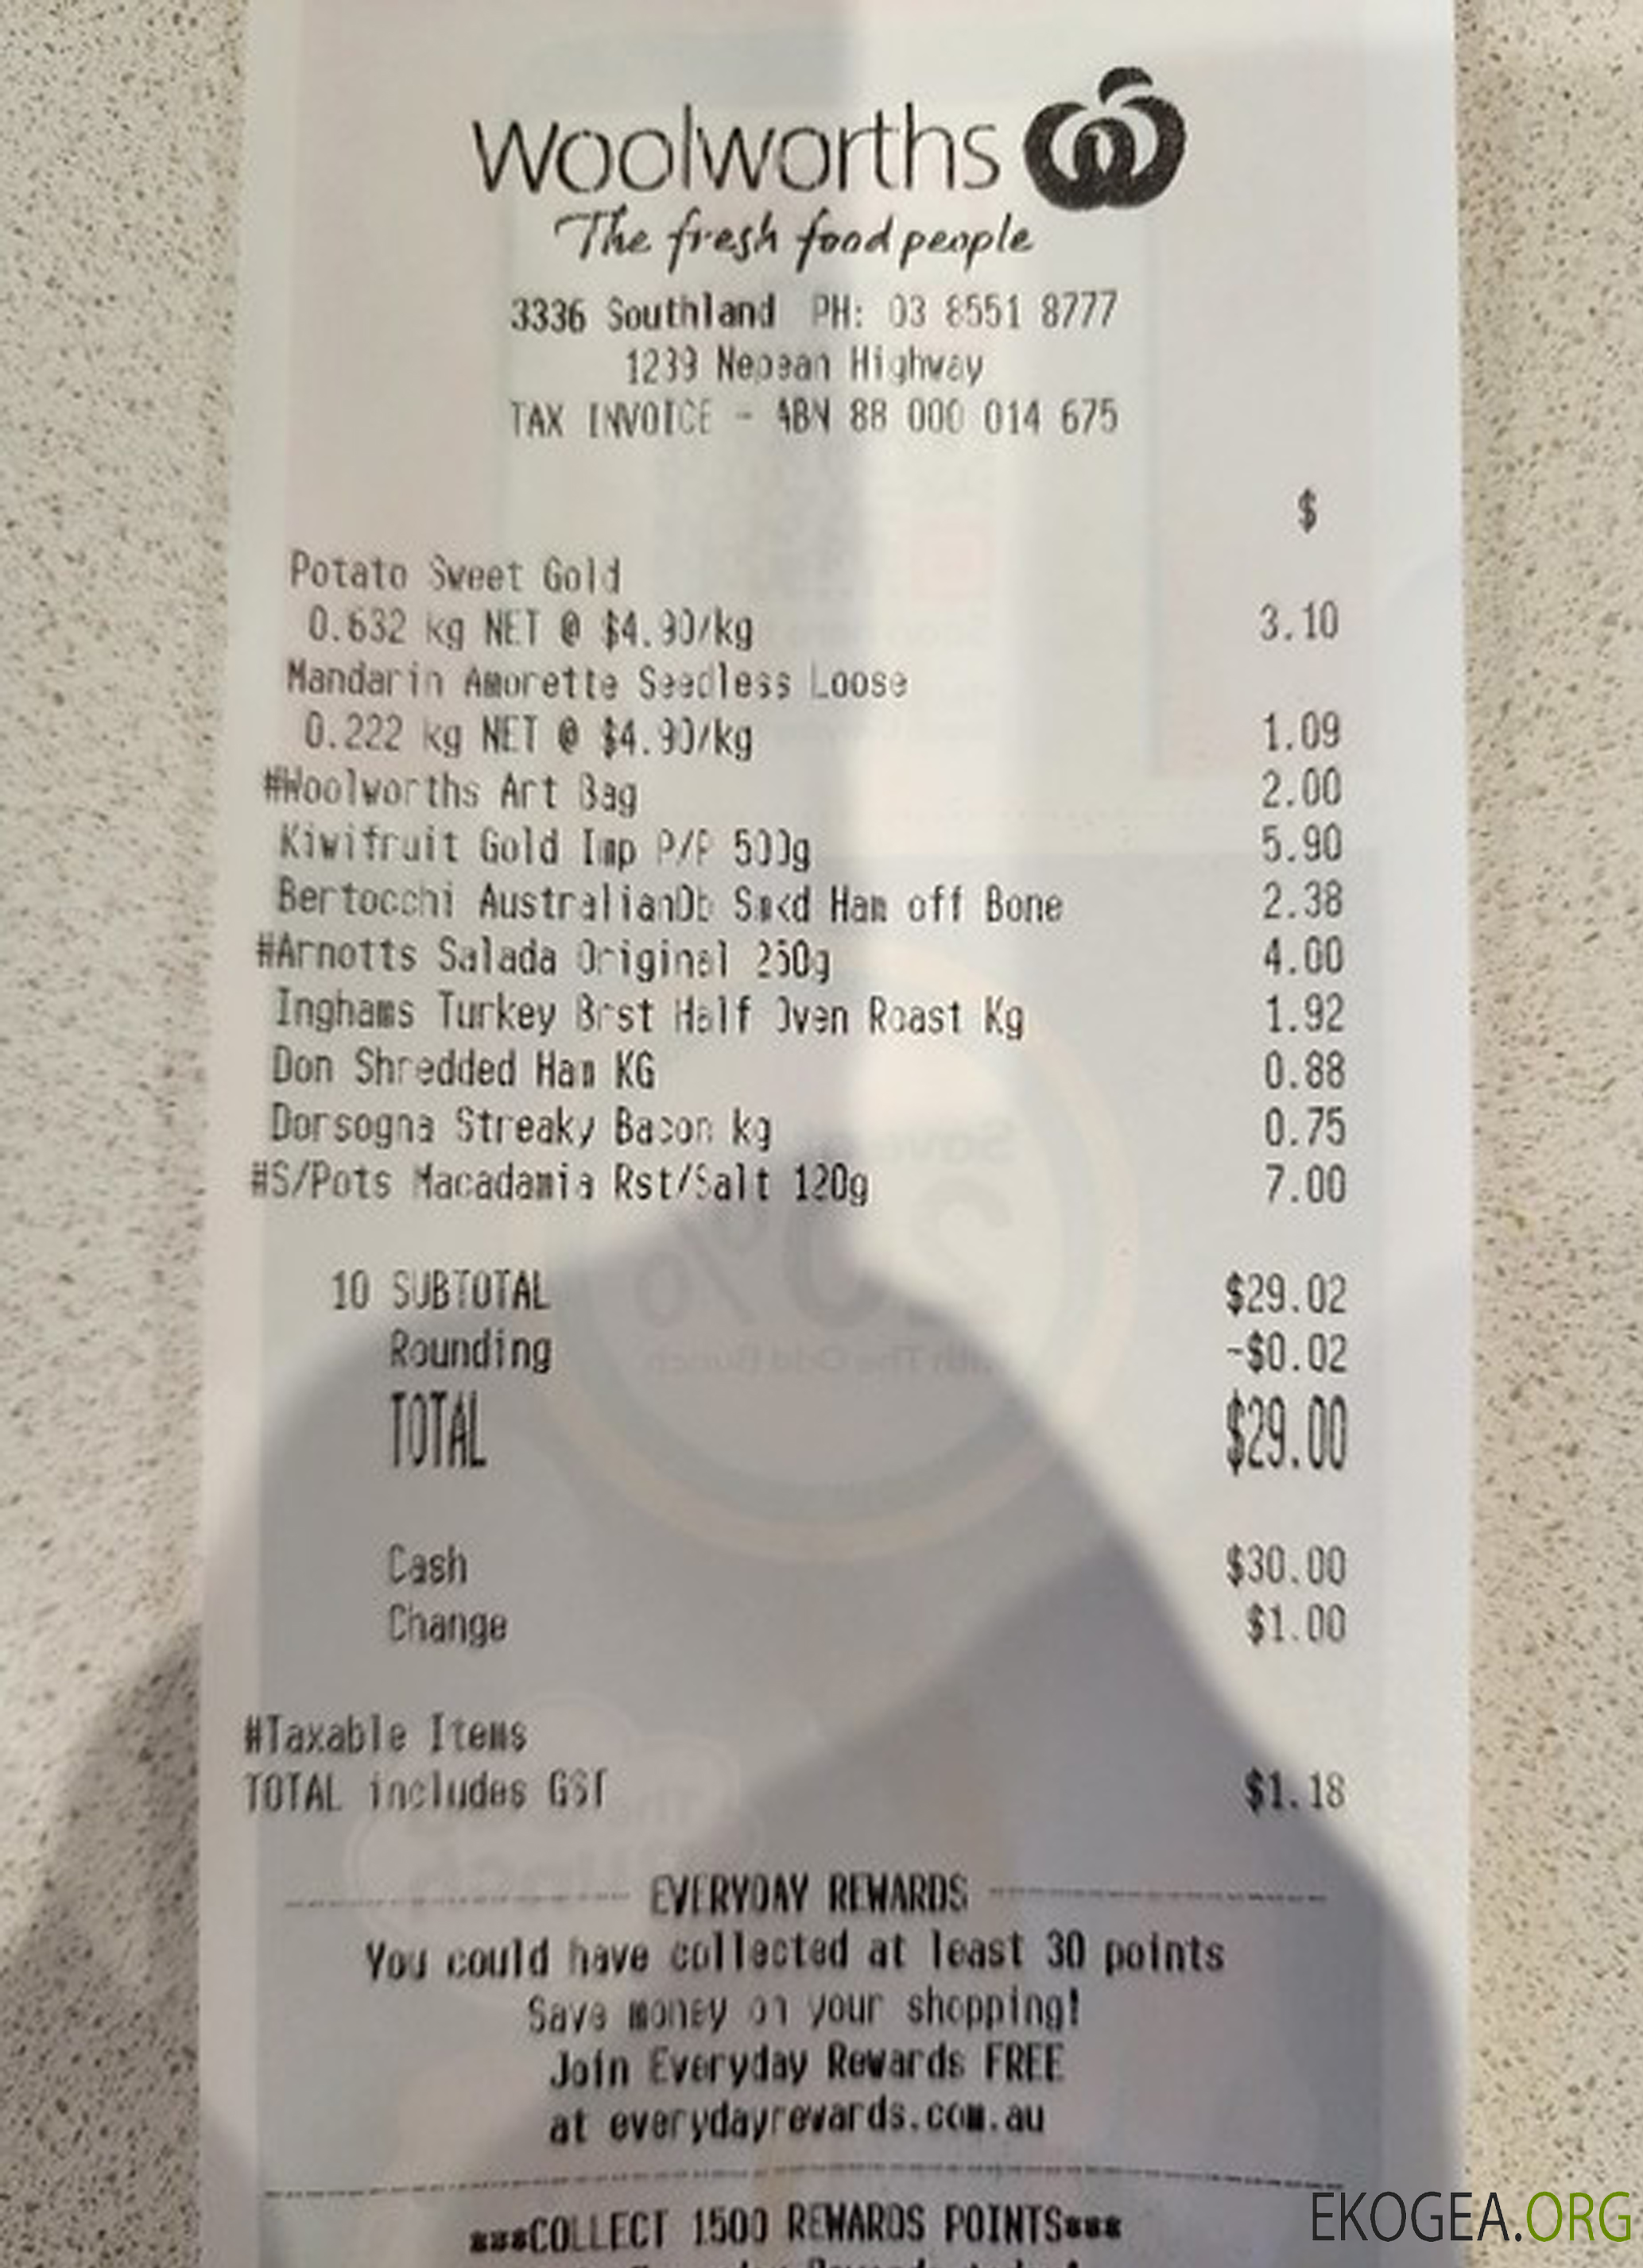 Woolworths
The fresh food people
3336 Southland PH: 03 8551 8777
1239 Nepean Highway
TAX INVOICE - ABN 88 000 014 675
$
Potato Sweet Gold
0.632 kg NET @ $4.90/kg 3.10
Mandarin Amorette Seedless Loose
0.222 kg NET @ $4.90/kg 1.09
#Woolworths Art Bag 2.00
Kiwifruit Gold Imp P/P 500g 5.90
Bertocchi AustralianDb Smkd Ham off Bone 2.38
#Arnotts Salada Original 250g 4.00
Inghams Turkey Brst Half Oven Roast Kg 1.92
Don Shredded Ham KG 0.88
Dorsogna Streaky Bacon kg 0.75
#S/Pots Macadamia Rst/Salt 120g 7.00
10 SUBTOTAL $29.02
Rounding -$0.02
TOTAL $29.00
Cash $30.00
Change $1.00
#Taxable Items
TOTAL includes GST $1.18
EVERYDAY REWARDS
You could have collected at least 30 points
Save money on your shopping!
Join Everyday Rewards FREE
at everydayrewards.com.au
***COLLECT 1500 REWARDS POINTS***
EKOGEA.ORG